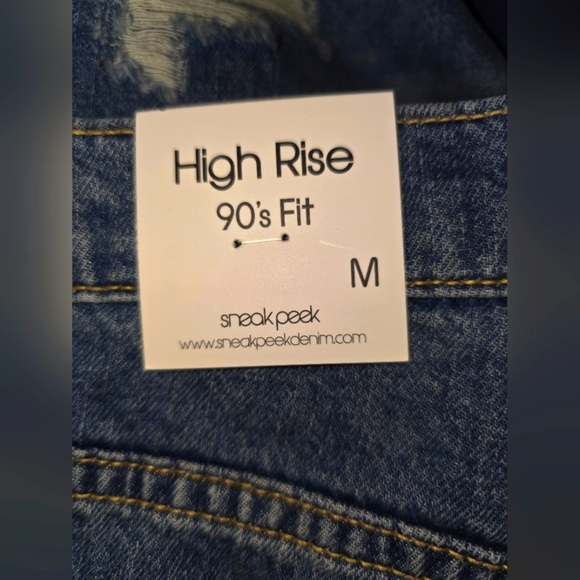 High Rise
90's Fit
M
sneak peek
www.sneakpeekdenim.com